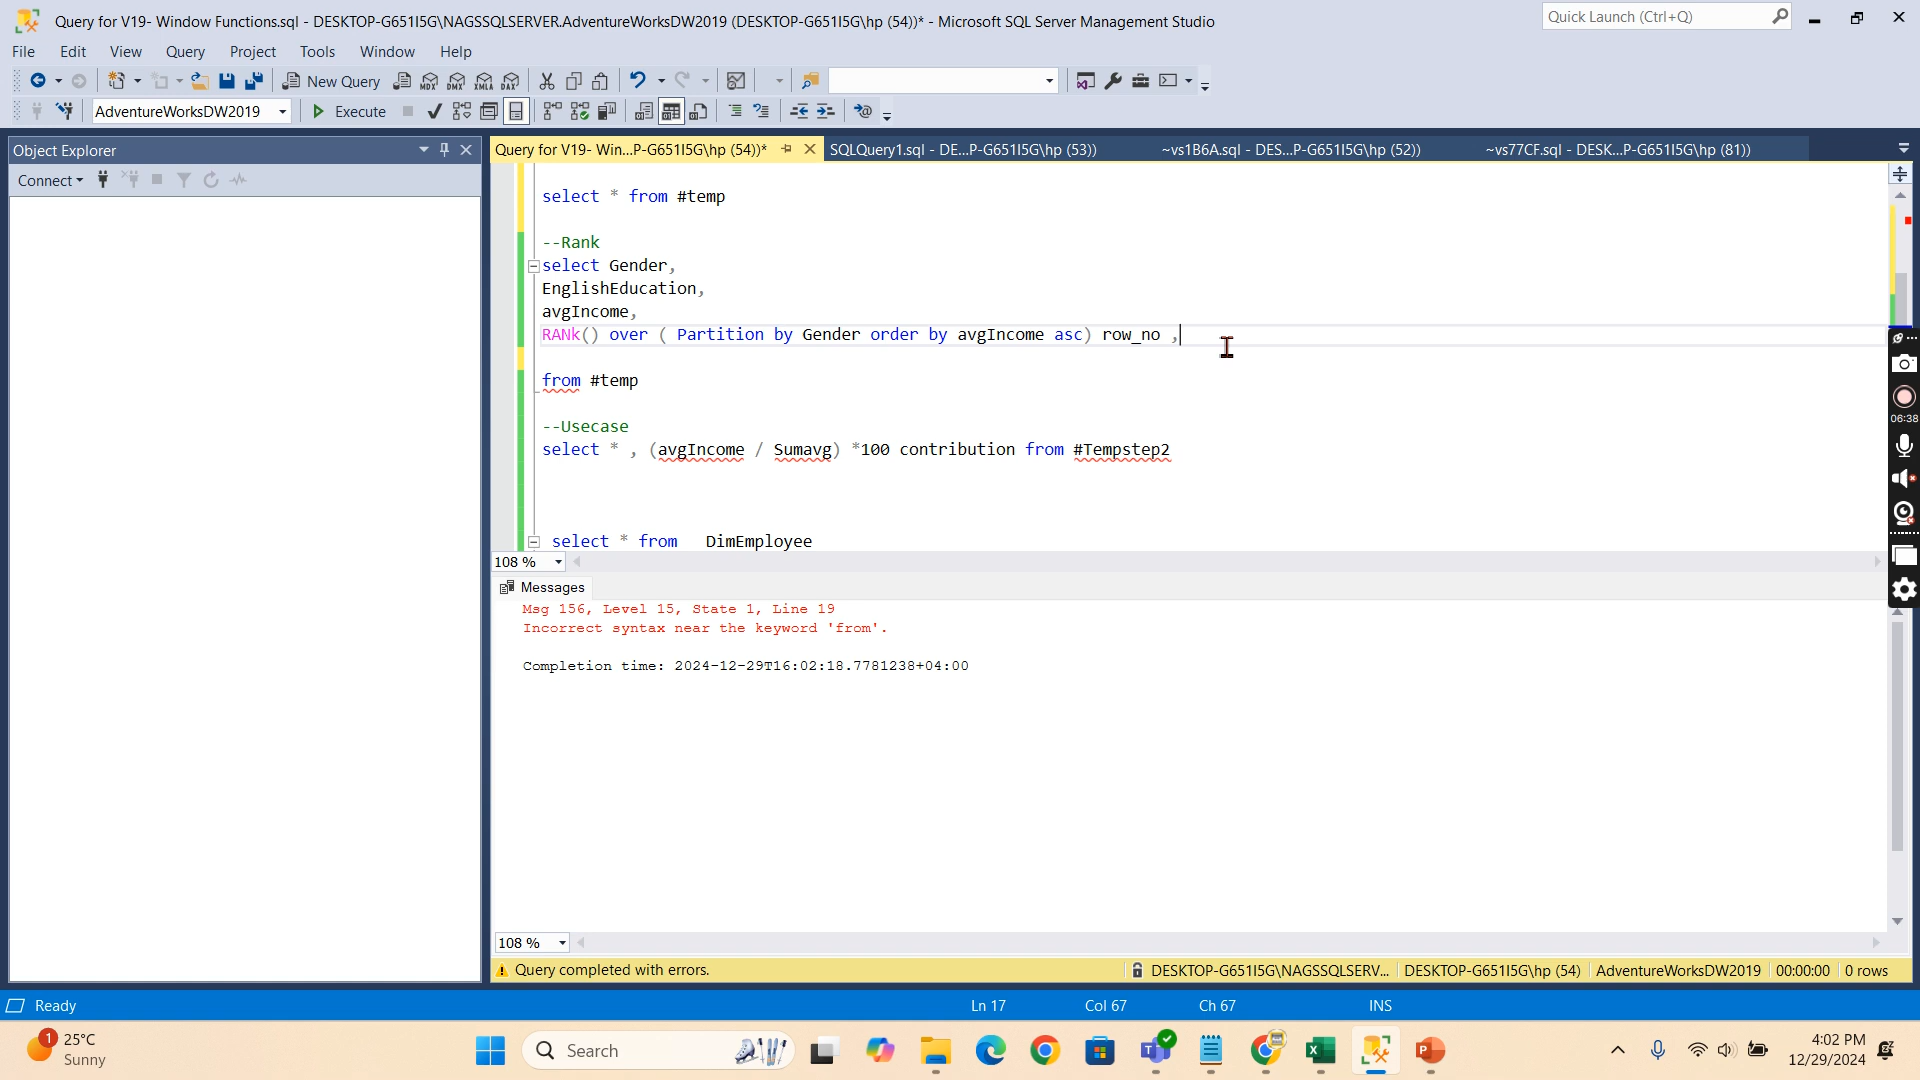 Query for V19- Window Functions.sql - DESKTOP-G651I5G\NAGSSQLSERVER.AdventureWorksDW2019 (DESKTOP-G651I5G\hp (54))* - Microsoft SQL Server Management Studio
Quick Launch (Ctrl+Q)
File Edit View Query Project Tools Window Help
New Query MDX DMX XMLA DAX
AdventureWorksDW2019 Execute
Object Explorer
Query for V19- Win...P-G651I5G\hp (54))* SQLQuery1.sql - DE...P-G651I5G\hp (53)) ~vs1B6A.sql - DES...P-G651I5G\hp (52)) ~vs77CF.sql - DESK...P-G651I5G\hp (81))
Connect
select * from #temp
--Rank
select Gender,
EnglishEducation,
avgIncome,
RANk() over ( Partition by Gender order by avgIncome asc) row_no ,
from #temp
--Usecase
select * , (avgIncome / Sumavg) *100 contribution from #Tempstep2
select * from   DimEmployee
108 %
06:38
Messages
Msg 156, Level 15, State 1, Line 19
Incorrect syntax near the keyword 'from'.
Completion time: 2024-12-29T16:02:18.7781238+04:00
108 %
Query completed with errors. DESKTOP-G651I5G\NAGSSQLSERV... DESKTOP-G651I5G\hp (54) AdventureWorksDW2019 00:00:00 0 rows
Ready Ln 17 Col 67 Ch 67 INS
1 25°C
Sunny
Search
4:02 PM
12/29/2024